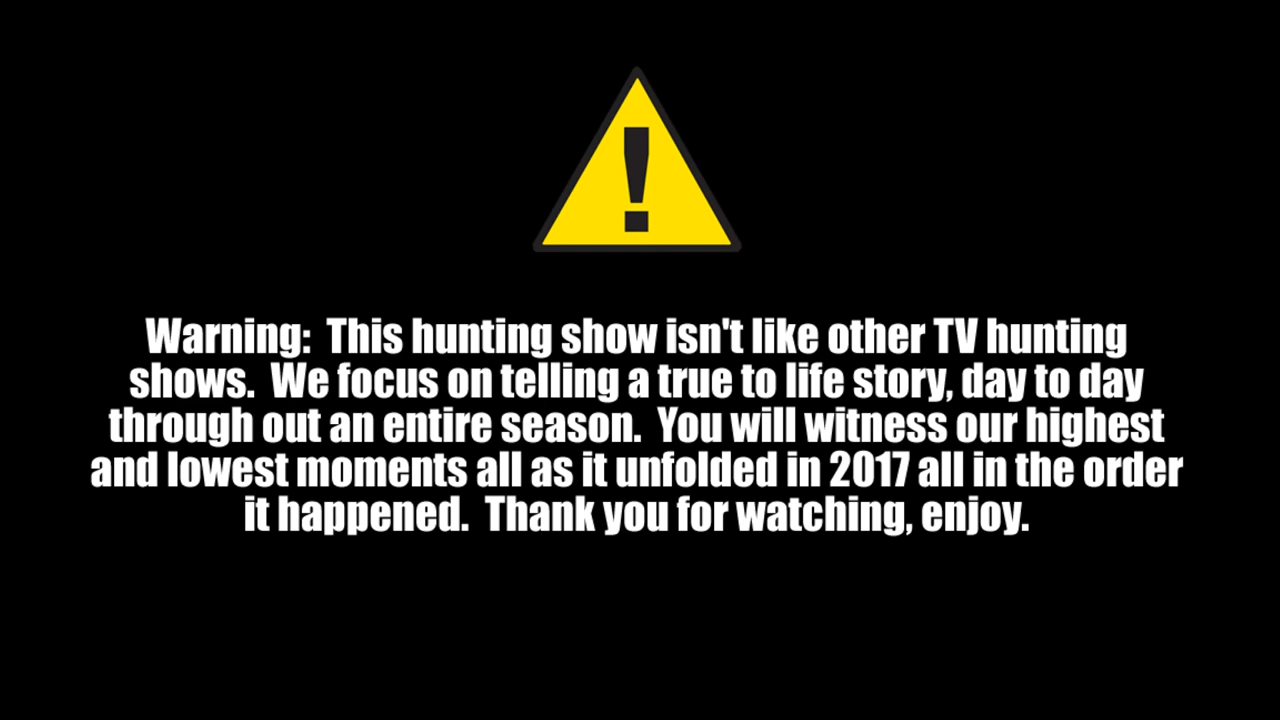 Warning:  This hunting show isn't like other TV hunting
shows.  We focus on telling a true to life story, day to day
through out an entire season.  You will witness our highest
and lowest moments all as it unfolded in 2017 all in the order
it happened.  Thank you for watching, enjoy.